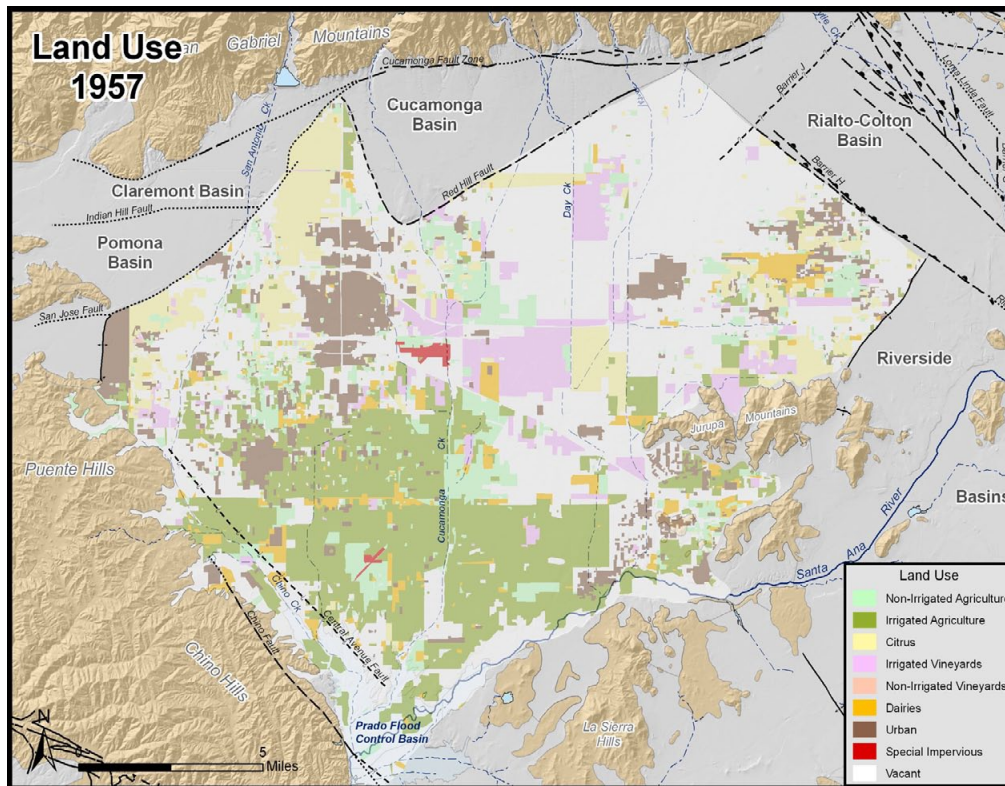 Land Use
1957
Gabriel Mountains
Cucamonga Fault Zone
Cucamonga
Basin
San Antonio Ck
Claremont Basin
Indian Hill Fault
Pomona
Basin
San Jose Fault
Red Hill Fault
Day Ck
Barrier J
Rialto-Colton
Basin
Loma Linda Fault
Barrier H
Riverside
Jurupa Mountains
Puente Hills
Cucamonga Ck
Basins
Santa Ana River
Chino Ck
Central Avenue Fault
Chino Fault
Chino Hills
Prado Flood
Control Basin
La Sierra
Hills
N
5
Miles
Land Use
Non-Irrigated Agriculture
Irrigated Agriculture
Citrus
Irrigated Vineyards
Non-Irrigated Vineyards
Dairies
Urban
Special Impervious
Vacant